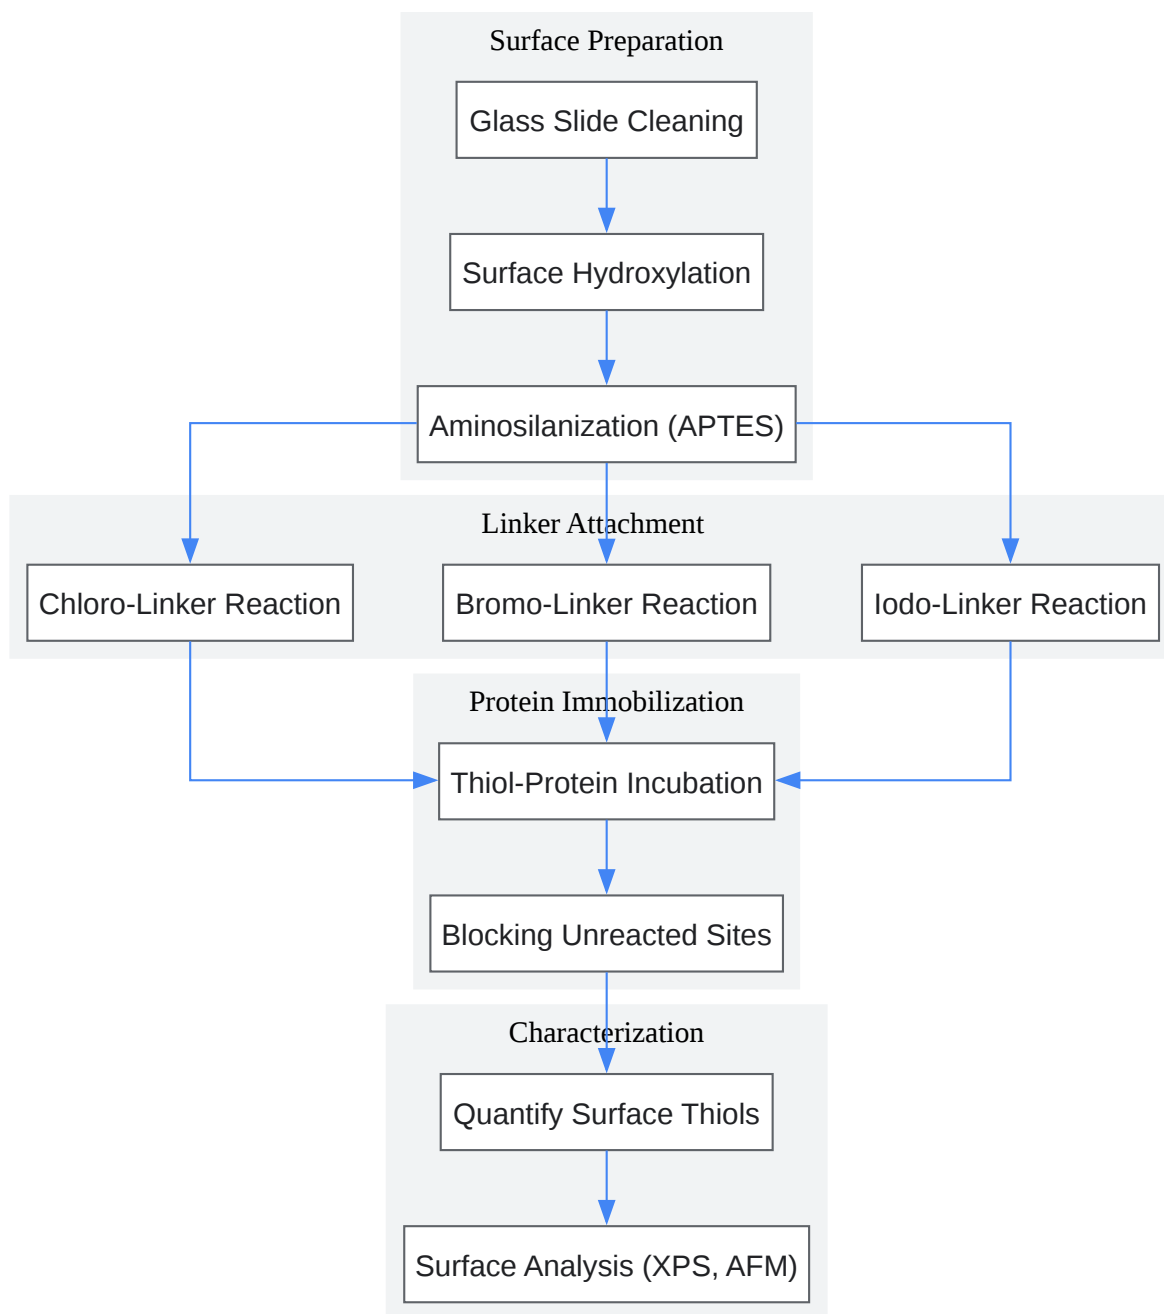 Surface Preparation
Glass Slide Cleaning
Surface Hydroxylation
Aminosilanization (APTES)
Linker Attachment
Chloro-Linker Reaction
Bromo-Linker Reaction
Iodo-Linker Reaction
Protein Immobilization
Thiol-Protein Incubation
Blocking Unreacted Sites
Characterization
Quantify Surface Thiols
Surface Analysis (XPS, AFM)